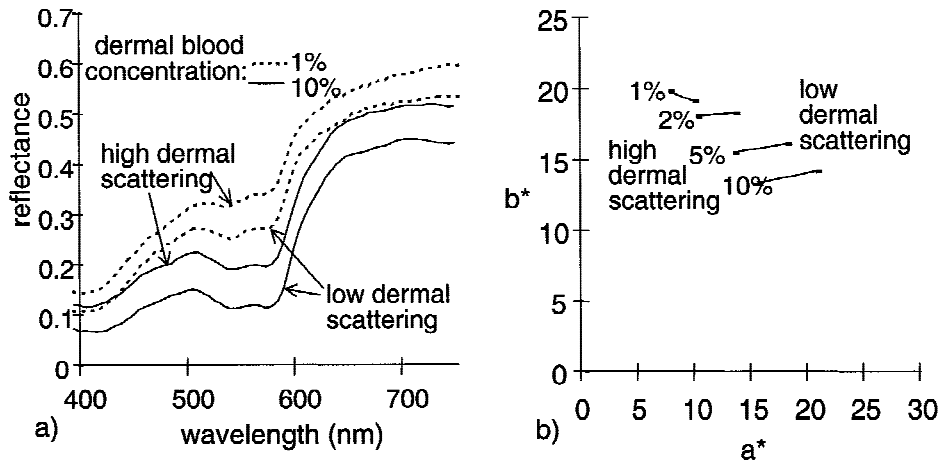 0.7
0.6
0.5
0.4
0.3
0.2
0.1
0
reflectance
dermal blood
concentration:
1%
10%
high dermal
scattering
low dermal
scattering
400
500
600
700
wavelength (nm)
a)
25
20
15
10
5
0
b*
1%
2%
5%
10%
high
dermal
scattering
low
dermal
scattering
0
5
10
15
20
25
30
a*
b)